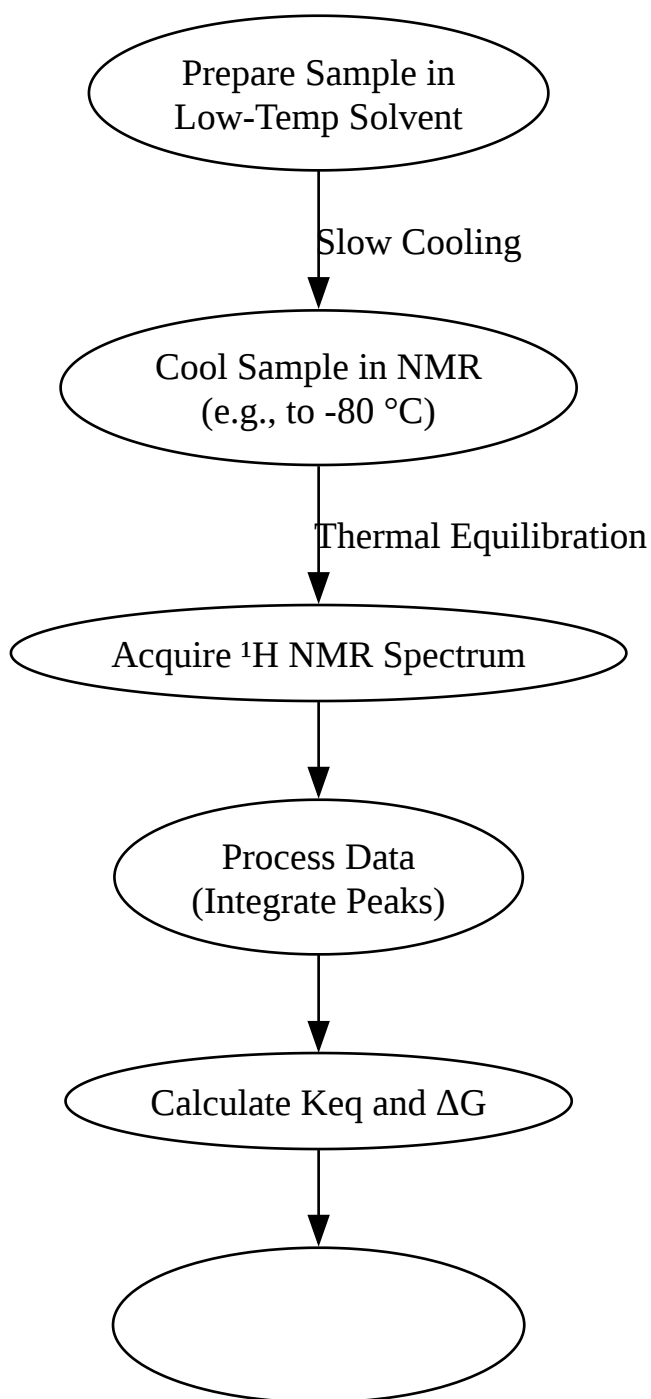 Prepare Sample in
Low-Temp Solvent
Slow Cooling
Cool Sample in NMR
(e.g., to -80 °C)
Thermal Equilibration
Acquire ¹H NMR Spectrum
Process Data
(Integrate Peaks)
Calculate Keq and ΔG